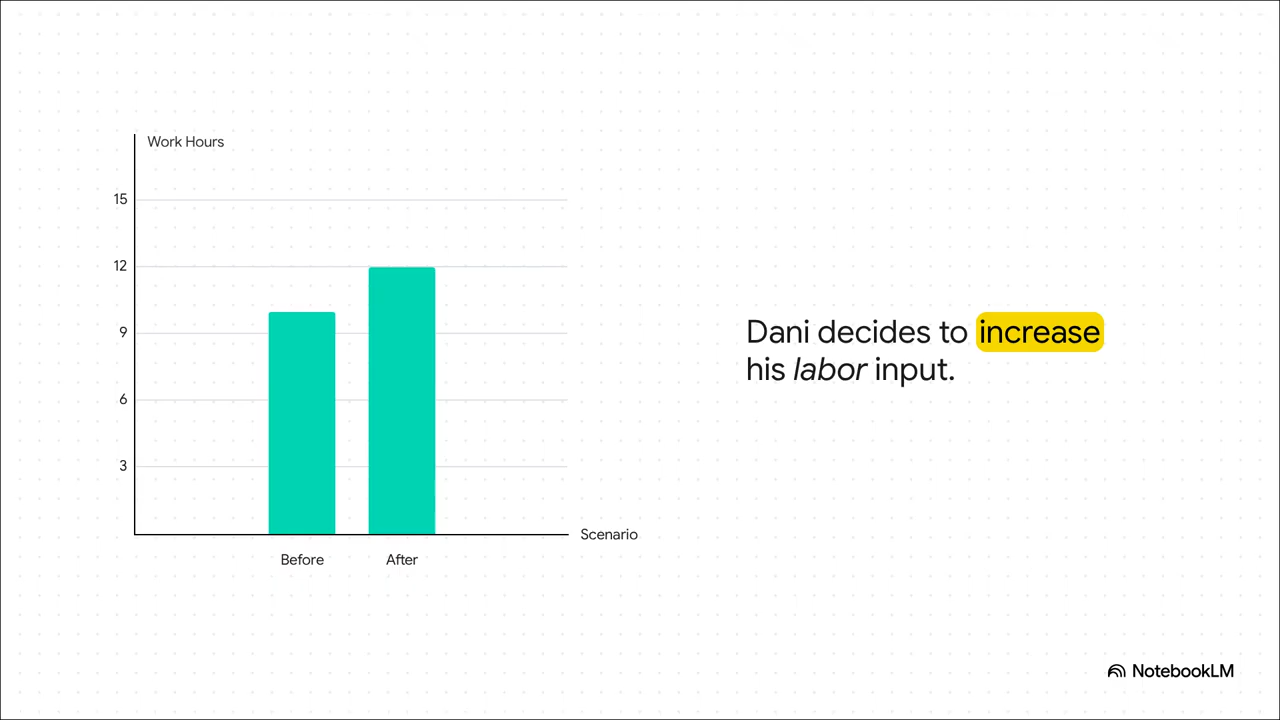 Work Hours
15
12
9
6
3
Before
After
Scenario
Dani decides to increase
his labor input.
NotebookLM